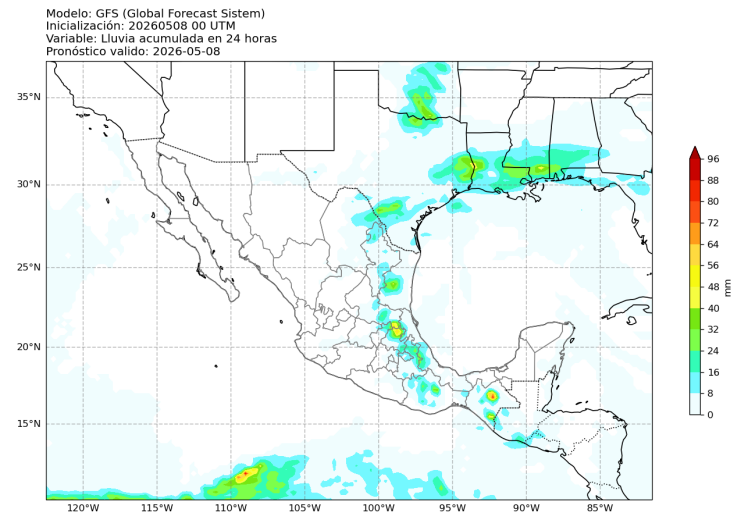 Modelo: GFS (Global Forecast Sistem)
Inicialización: 20260508 00 UTM
Variable: Lluvia acumulada en 24 horas
Pronóstico valido: 2026-05-08
35°N
30°N
25°N
20°N
15°N
120°W
115°W
110°W
105°W
100°W
95°W
90°W
85°W
96
88
80
72
64
56
48
40
32
24
16
8
0
mm